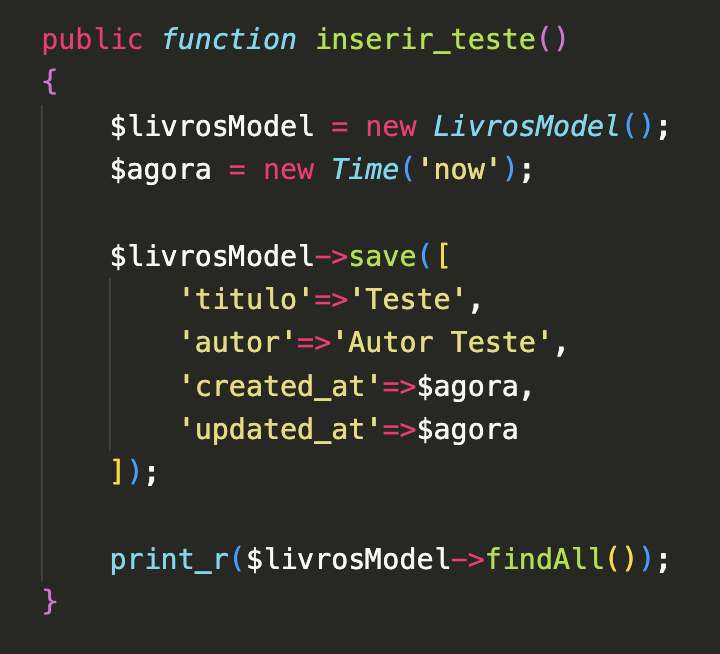 public function inserir_teste()
{
    $livrosModel = new LivrosModel();
    $agora = new Time('now');

    $livrosModel->save([
        'titulo'=>'Teste',
        'autor'=>'Autor Teste',
        'created_at'=>$agora,
        'updated_at'=>$agora
    ]);

    print_r($livrosModel->findAll());
}